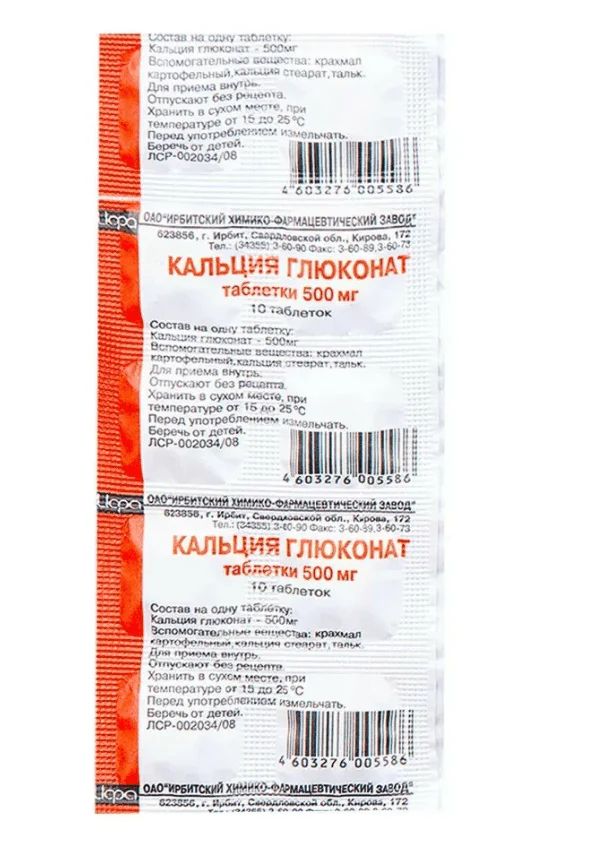 Состав на одну таблетку:
Кальция глюконат - 500мг
Вспомогательные вещества: крахмал
картофельный,кальция стеарат,тальк.
Для приема внутрь.
Отпускают без рецепта.
Хранить в сухом месте, при
температуре от 15 до 25°С
Перед употреблением измельчать.
Беречь от детей.
ЛСР-002034/08
4 603276 005586
ОАО"ИРБИТСКИЙ ХИМИКО-ФАРМАЦЕВТИЧЕСКИЙ ЗАВОД"
623856, г. Ирбит, Свердловской обл., Кирова, 172
Тел.: (34355) 3-60-90 Факс: 3-60-89,3-60-73
КАЛЬЦИЯ ГЛЮКОНАТ
таблетки 500 мг
10 таблеток
Состав на одну таблетку:
Кальция глюконат - 500мг
Вспомогательные вещества: крахмал
картофельный,кальция стеарат,тальк.
Для приема внутрь.
Отпускают без рецепта.
Хранить в сухом месте, при
температуре от 15 до 25°С
Перед употреблением измельчать.
Беречь от детей.
ЛСР-002034/08
4 603276 005586
ОАО"ИРБИТСКИЙ ХИМИКО-ФАРМАЦЕВТИЧЕСКИЙ ЗАВОД"
623856, г. Ирбит, Свердловской обл., Кирова, 172
Тел.: (34355) 3-60-90 Факс: 3-60-89,3-60-73
КАЛЬЦИЯ ГЛЮКОНАТ
таблетки 500 мг
10 таблеток
Состав на одну таблетку:
Кальция глюконат - 500мг
Вспомогательные вещества: крахмал
картофельный,кальция стеарат,тальк.
Для приема внутрь.
Отпускают без рецепта.
Хранить в сухом месте, при
температуре от 15 до 25°С
Перед употреблением измельчать.
Беречь от детей.
ЛСР-002034/08
4 603276 005586
ОАО"ИРБИТСКИЙ ХИМИКО-ФАРМАЦЕВТИЧЕСКИЙ ЗАВОД"
623856, г. Ирбит, Свердловской обл., Кирова, 172